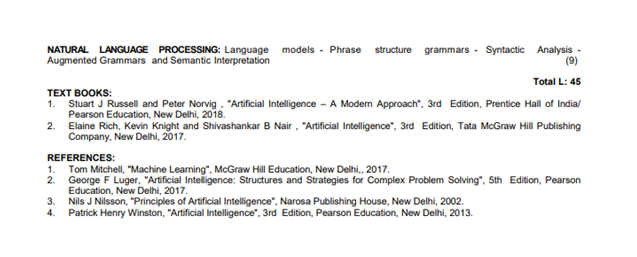 NATURAL LANGUAGE PROCESSING: Language models - Phrase structure grammars - Syntactic Analysis -
Augmented Grammars and Semantic Interpretation (9)
Total L: 45
TEXT BOOKS:
1. Stuart J Russell and Peter Norvig , "Artificial Intelligence – A Modern Approach", 3rd Edition, Prentice Hall of India/
Pearson Education, New Delhi, 2018.
2. Elaine Rich, Kevin Knight and Shivashankar B Nair , "Artificial Intelligence", 3rd Edition, Tata McGraw Hill Publishing
Company, New Delhi, 2017.
REFERENCES:
1. Tom Mitchell, "Machine Learning", McGraw Hill Education, New Delhi,, 2017.
2. George F Luger, "Artificial Intelligence: Structures and Strategies for Complex Problem Solving", 5th Edition, Pearson
Education, New Delhi, 2017.
3. Nils J Nilsson, "Principles of Artificial Intelligence", Narosa Publishing House, New Delhi, 2002.
4. Patrick Henry Winston, "Artificial Intelligence", 3rd Edition, Pearson Education, New Delhi, 2013.